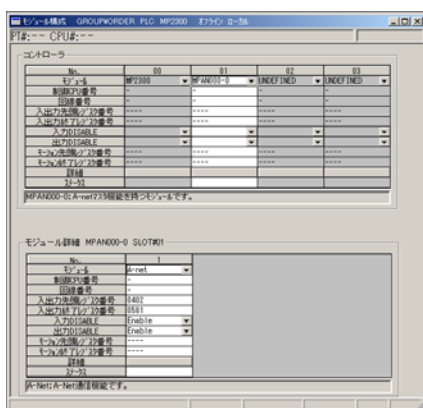 モジュール構成 GROUPWORDER PLC MP2300 オフライン ローカル
PT#:-- CPU#:--
コントローラ
No. 00 01 02 03
モジュール MP2300 MPAN000-0 UNDEFINED UNDEFINED
制御CPU番号 - - - -
回線番号 - - - -
入出力先頭レジスタ番号 ---- ---- ---- ----
入出力終了レジスタ番号 ---- ---- ---- ----
入力DISABLE
出力DISABLE
モーション先頭レジスタ番号 ---- ---- ---- ----
モーション終了レジスタ番号 ---- ---- ---- ----
詳細
ステータス
MPAN000-0:A-netマスタ機能を持つモジュールです。
モジュール詳細 MPAN000-0 SLOT#01
No. 1
モジュール A-net
制御CPU番号 -
回線番号 -
入出力先頭レジスタ番号 0402
入出力終了レジスタ番号 0501
入力DISABLE Enable
出力DISABLE Enable
モーション先頭レジスタ番号 ----
モーション終了レジスタ番号 ----
詳細
ステータス
A-Net:A-Net通信機能です。